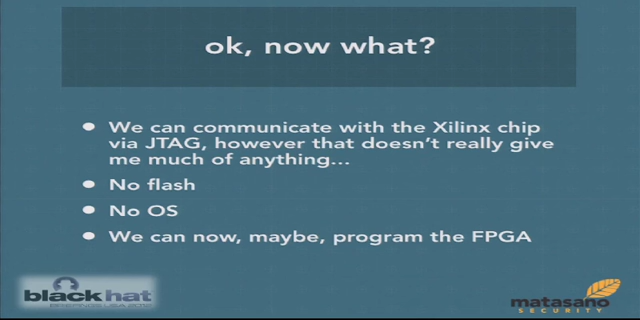 ok, now what?
We can communicate with the Xilinx chip
via JTAG, however that doesn't really give
me much of anything...
No flash
No OS
We can now, maybe, program the FPGA
black hat
matasano
SECURITY